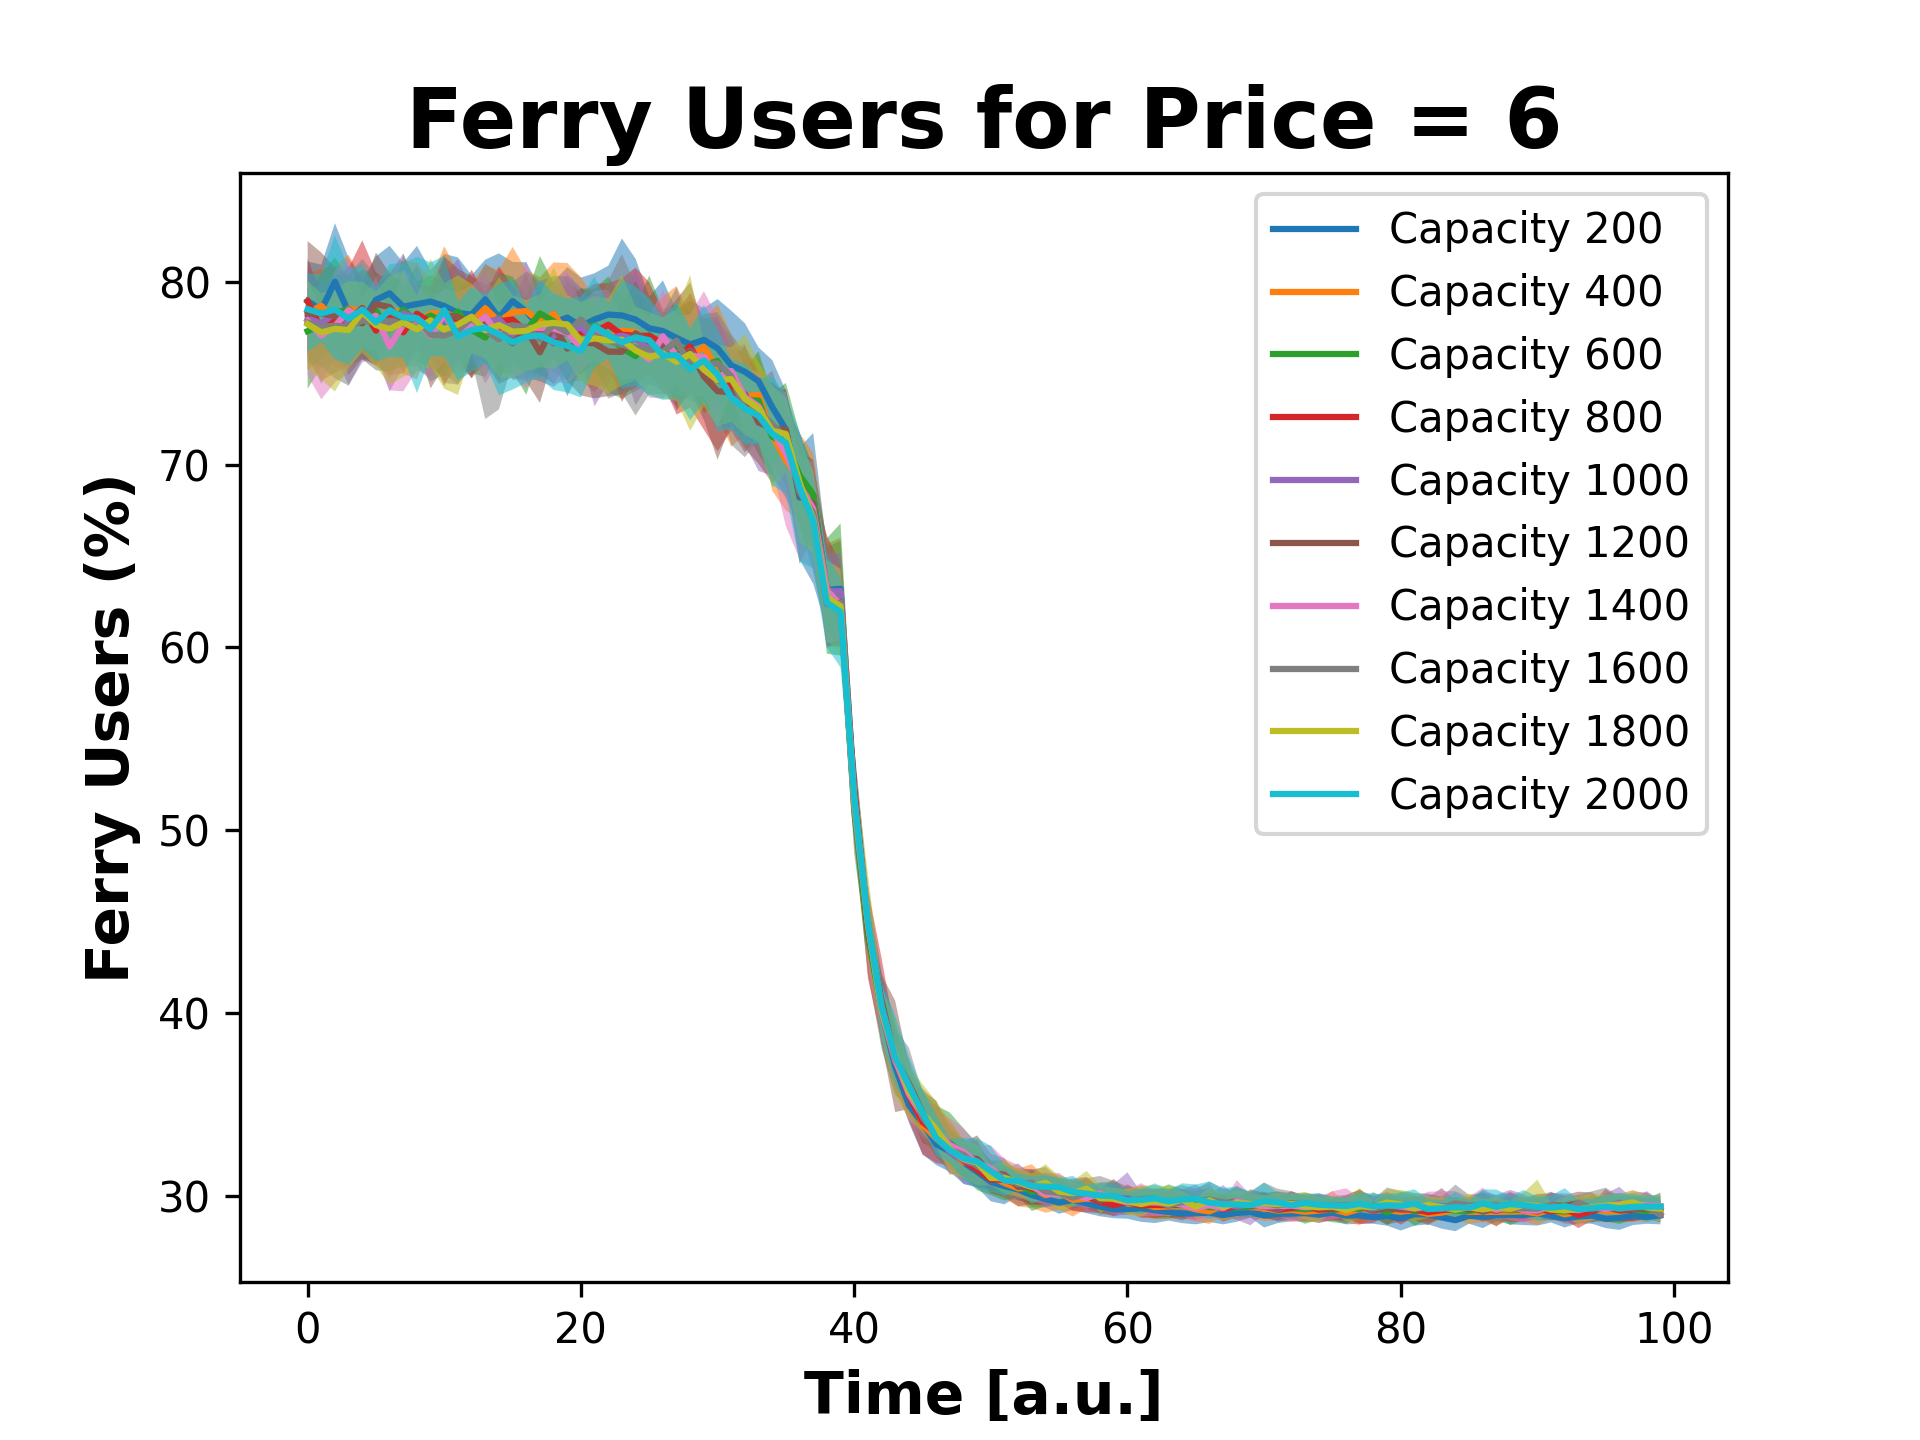 Ferry Users for Price = 6
Ferry Users (%)
80
70
60
50
40
30
Capacity 200
Capacity 400
Capacity 600
Capacity 800
Capacity 1000
Capacity 1200
Capacity 1400
Capacity 1600
Capacity 1800
Capacity 2000
0 20 40 60 80 100
Time [a.u.]